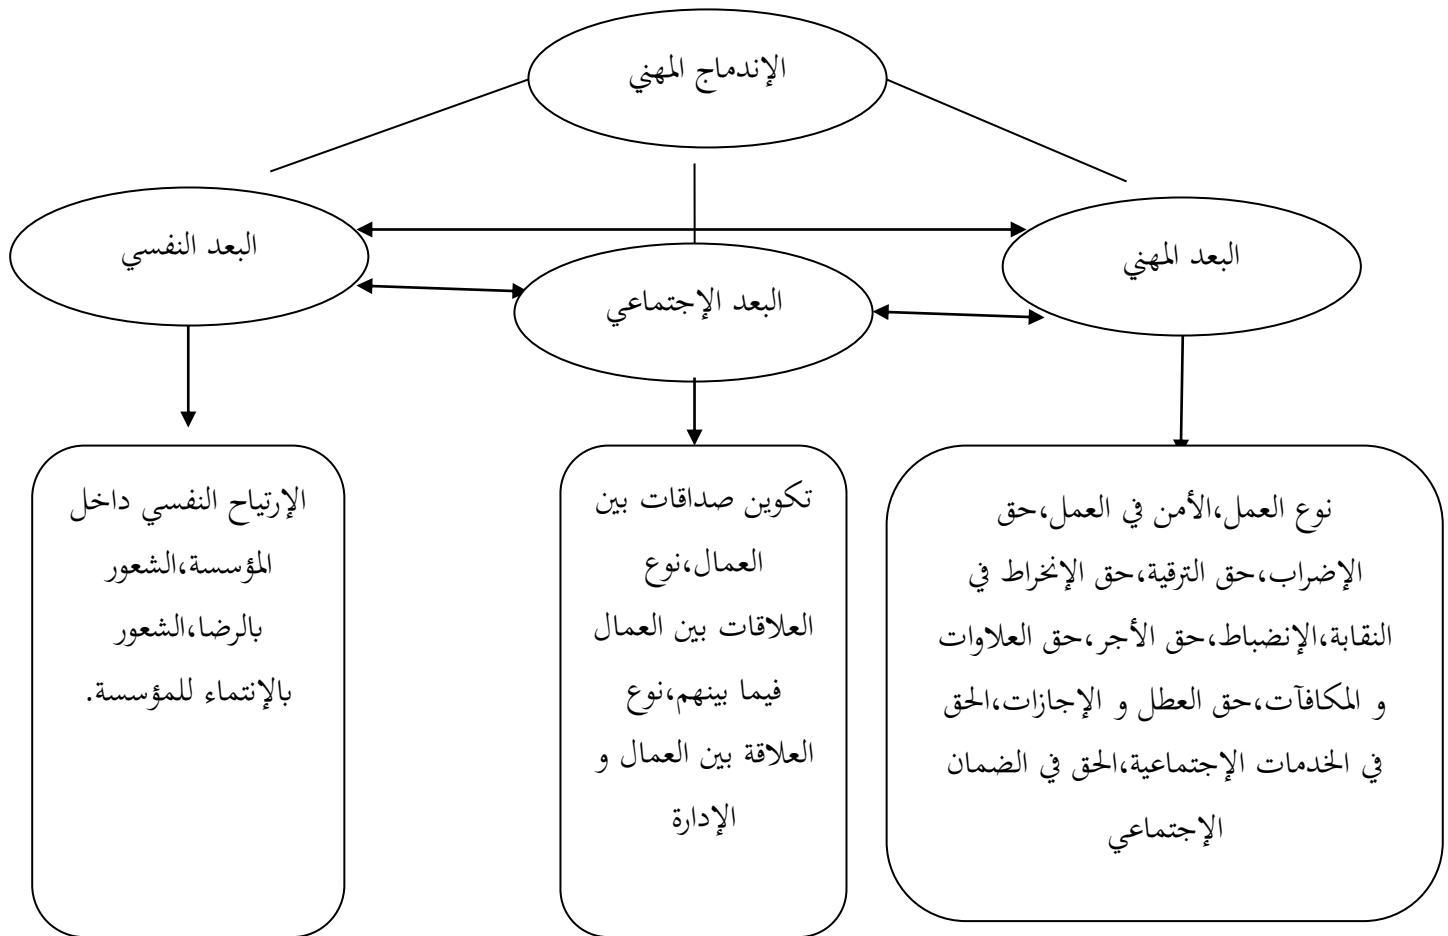 الإندماج المهني
البعد المهني
البعد الإجتماعي
البعد النفسي
نوع العمل،الأمن في العمل،حق
الإضراب،حق الترقية،حق الإنخراط في
النقابة،الإنضباط،حق الأجر،حق العلاوات
و المكافآت،حق العطل و الإجازات،الحق
في الخدمات الإجتماعية،الحق في الضمان
الإجتماعي
تكوين صداقات بين
العمال،نوع
العلاقات بين العمال
فيما بينهم،نوع
العلاقة بين العمال و
الإدارة
الإرتياح النفسي داخل
المؤسسة،الشعور
بالرضا،الشعور
بالإنتماء للمؤسسة.